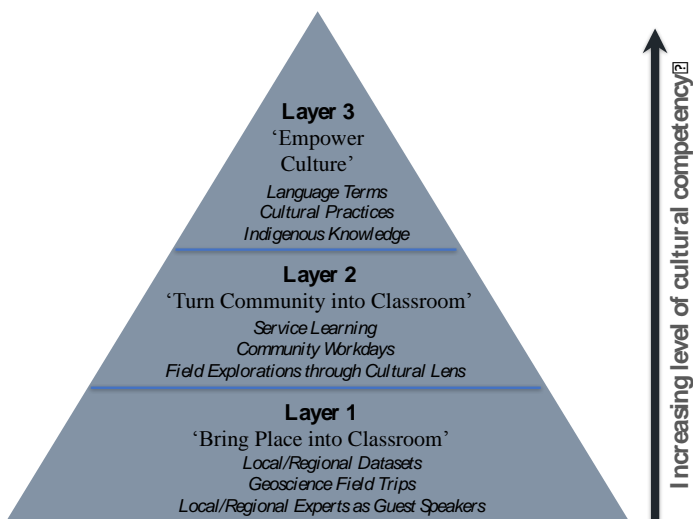 Layer 3
‘Empower
Culture’
Language Terms
Cultural Practices
Indigenous Knowledge
Layer 2
‘Turn Community into Classroom’
Service Learning
Community Workdays
Field Explorations through Cultural Lens
Layer 1
‘Bring Place into Classroom’
Local/Regional Datasets
Geoscience Field Trips
Local/Regional Experts as Guest Speakers
Increasing level of cultural competency⍰